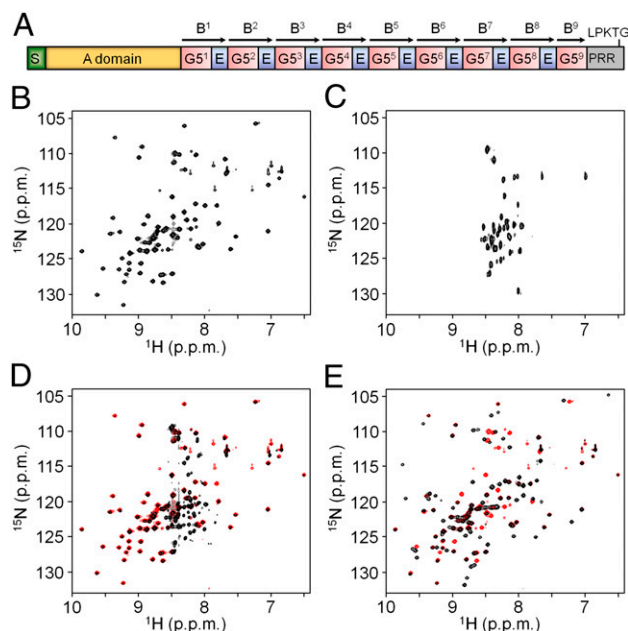 A B¹ B² B³ B⁴ B⁵ B⁶ B⁷ B⁸ B⁹ LPKTG
S A domain G5¹ E G5² E G5³ E G5⁴ E G5⁵ E G5⁶ E G5⁷ E G5⁸ E G5⁹ PRR
B
105
110
115
120
125
130
¹⁵N (p.p.m.)
10 9 8 7
¹H (p.p.m.)
C
105
110
115
120
125
130
¹⁵N (p.p.m.)
10 9 8 7
¹H (p.p.m.)
D
105
110
115
120
125
130
¹⁵N (p.p.m.)
10 9 8 7
¹H (p.p.m.)
E
105
110
115
120
125
130
¹⁵N (p.p.m.)
10 9 8 7
¹H (p.p.m.)